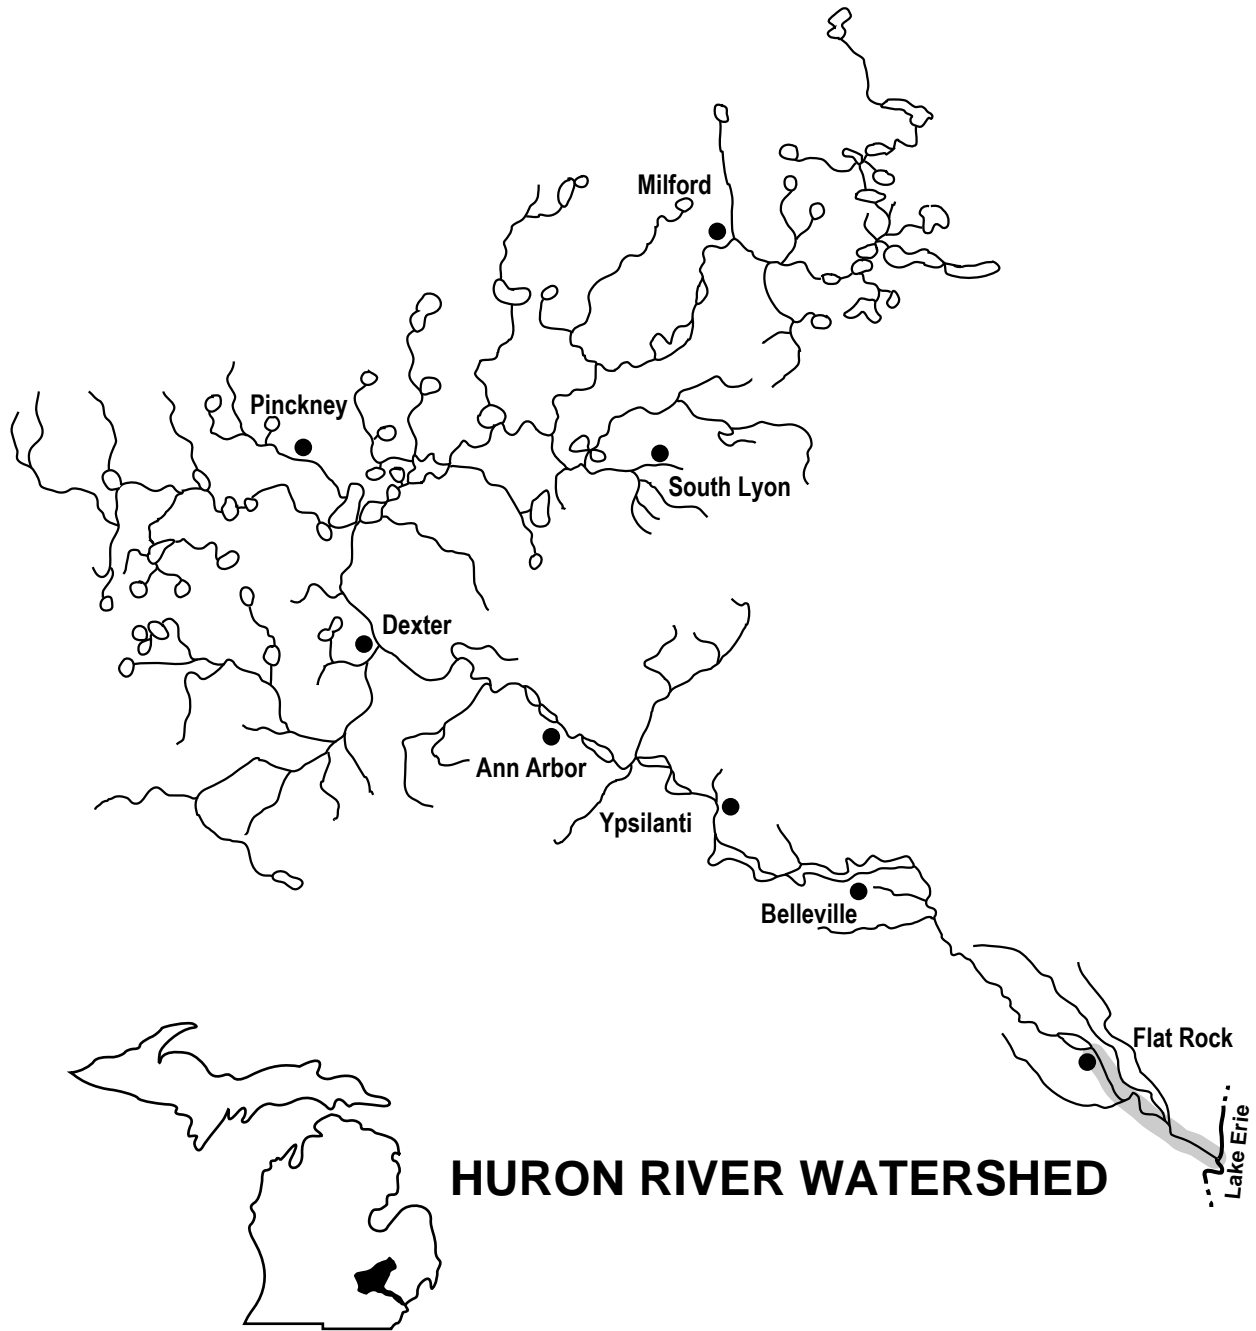 Milford
Pinckney
South Lyon
Dexter
Ann Arbor
Ypsilanti
Belleville
Flat Rock
Lake Erie
HURON RIVER WATERSHED